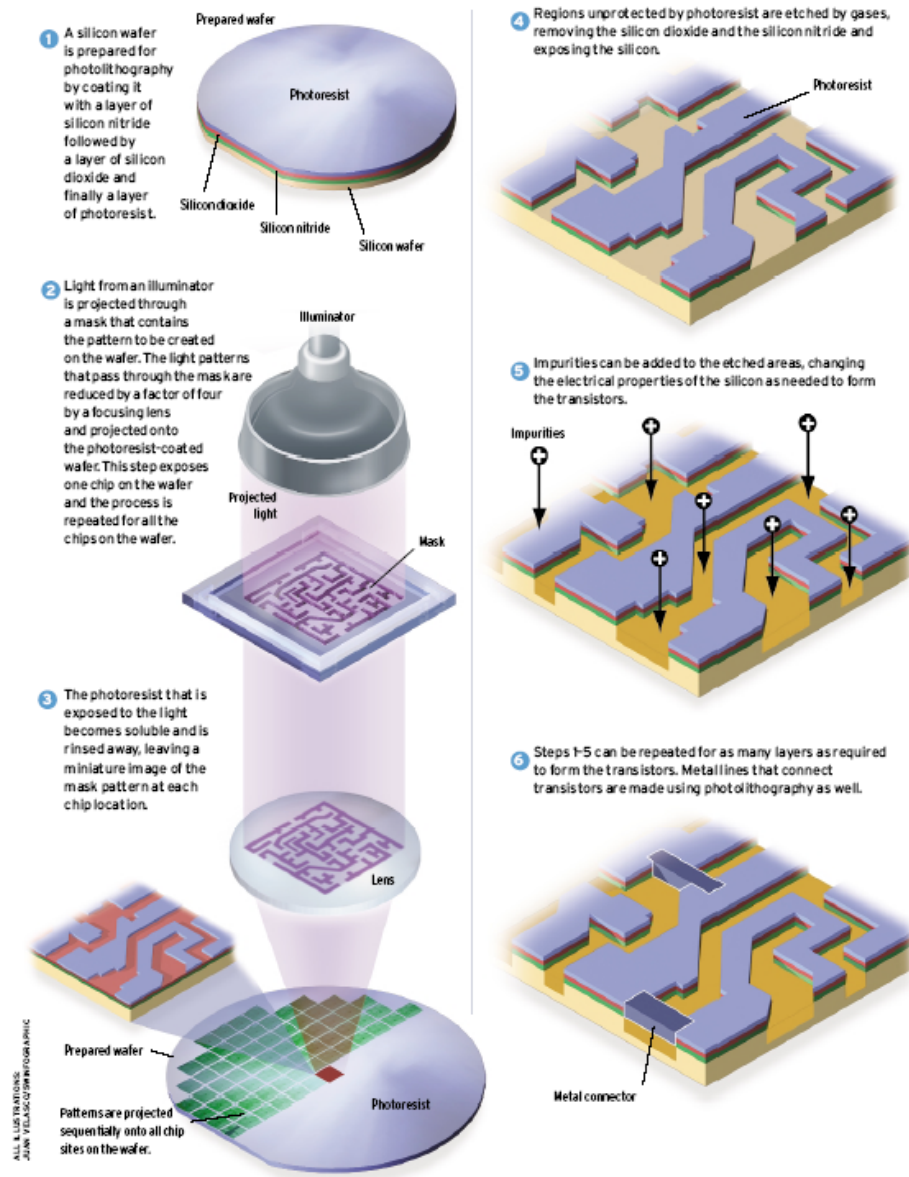 Prepared wafer
1 A silicon wafer
is prepared for
photolithography
by coating it
with a layer of
silicon nitride
followed by
a layer of silicon
dioxide and
finally a layer
of photoresist.
Photoresist
Silicon dioxide
Silicon nitride
Silicon wafer
2 Light from an illuminator
is projected through
a mask that contains
the pattern to be created
on the wafer. The light patterns
that pass through the mask are
reduced by a factor of four
by a focusing lens
and projected onto
the photoresist-coated
wafer. This step exposes
one chip on the wafer
and the process is
repeated for all the
chips on the wafer.
Illuminator
Projected
light
Mask
3 The photoresist that is
exposed to the light
becomes soluble and is
rinsed away, leaving a
miniature image of the
mask pattern at each
chip location.
Lens
Prepared wafer
Photoresist
Patterns are projected
sequentially onto all chip
sites on the wafer.
ALL ILLUSTRATIONS:
JUAN VELASCO/5W INFOGRAPHIC
4 Regions unprotected by photoresist are etched by gases,
removing the silicon dioxide and the silicon nitride and
exposing the silicon.
Photoresist
5 Impurities can be added to the etched areas, changing
the electrical properties of the silicon as needed to form
the transistors.
Impurities
6 Steps 1-5 can be repeated for as many layers as required
to form the transistors. Metal lines that connect
transistors are made using photolithography as well.
Metal connector